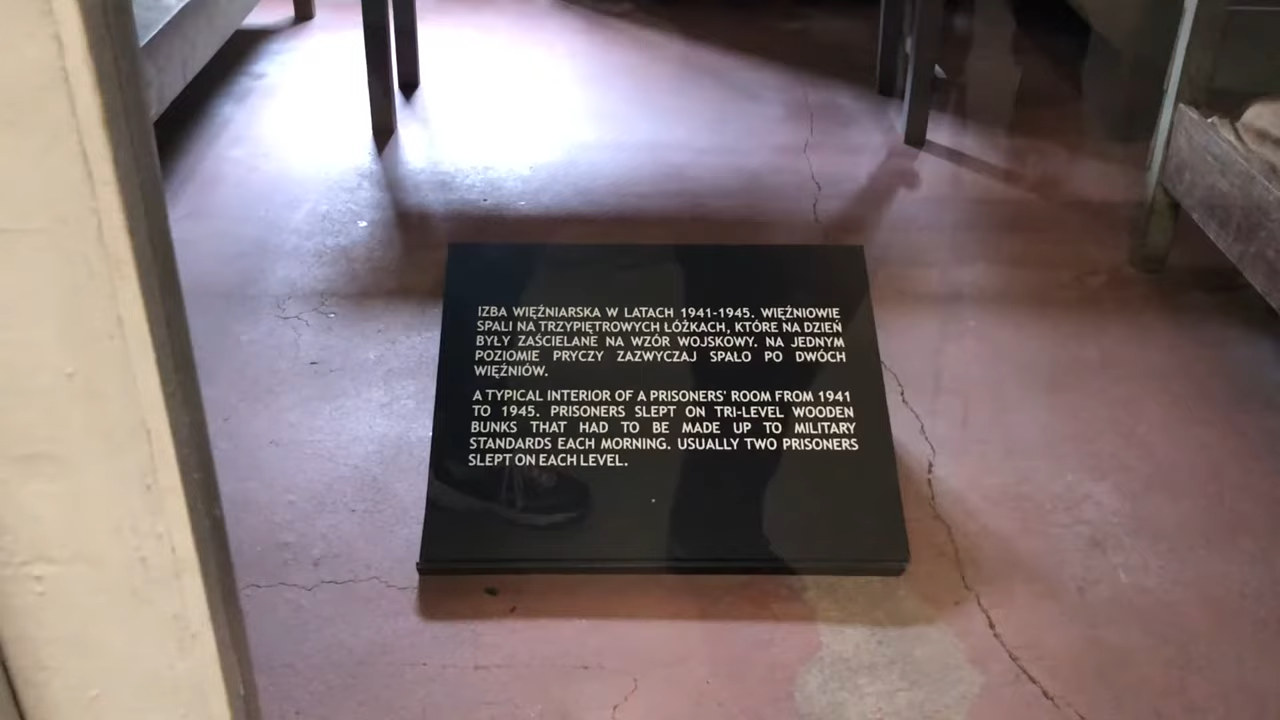 IZBA WIĘŹNIARSKA W LATACH 1941-1945. WIĘŹNIOWIE
SPALI NA TRZYPIĘTROWYCH ŁÓŻKACH, KTÓRE NA DZIEŃ
BYŁY ZAŚCIELANE NA WZÓR WOJSKOWY. NA JEDNYM
POZIOMIE PRYCZY ZAZWYCZAJ SPAŁO PO DWÓCH
WIĘŹNIÓW.
A TYPICAL INTERIOR OF A PRISONERS' ROOM FROM 1941
TO 1945. PRISONERS SLEPT ON TRI-LEVEL WOODEN
BUNKS THAT HAD TO BE MADE UP TO MILITARY
STANDARDS EACH MORNING. USUALLY TWO PRISONERS
SLEPT ON EACH LEVEL.